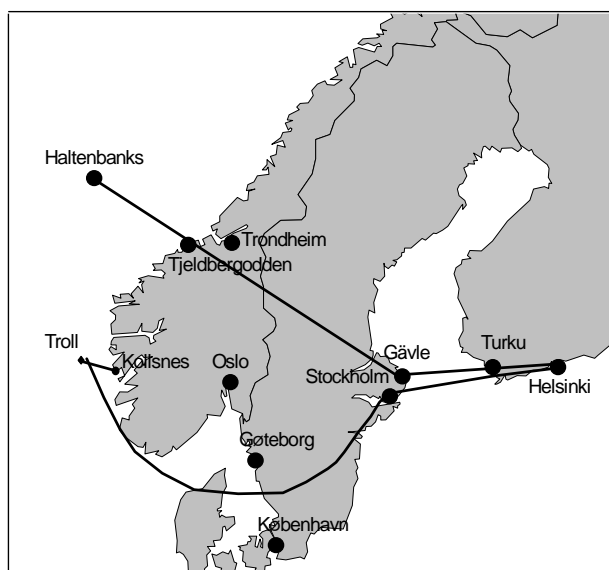 Haltenbanks
Trondheim
Tjeldbergodden
Troll
Kollsnes
Oslo
Gävle
Turku
Stockholm
Helsinki
Gøteborg
København